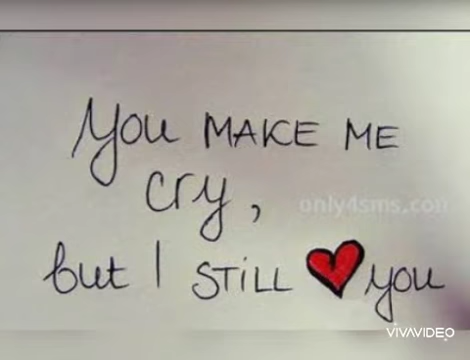 You MAKE ME
cry,
only4sms.com
but I STILL ❤ you
VIVAVIDEO